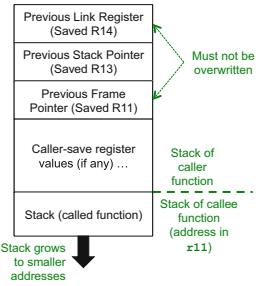 Previous Link Register
(Saved R14)
Previous Stack Pointer
(Saved R13)
Previous Frame
Pointer (Saved R11)
Caller-save register
values (if any) …
Stack (called function)
Must not be
overwritten
Stack of
caller
function
Stack of callee
function
(address in
r11)
Stack grows
to smaller
addresses